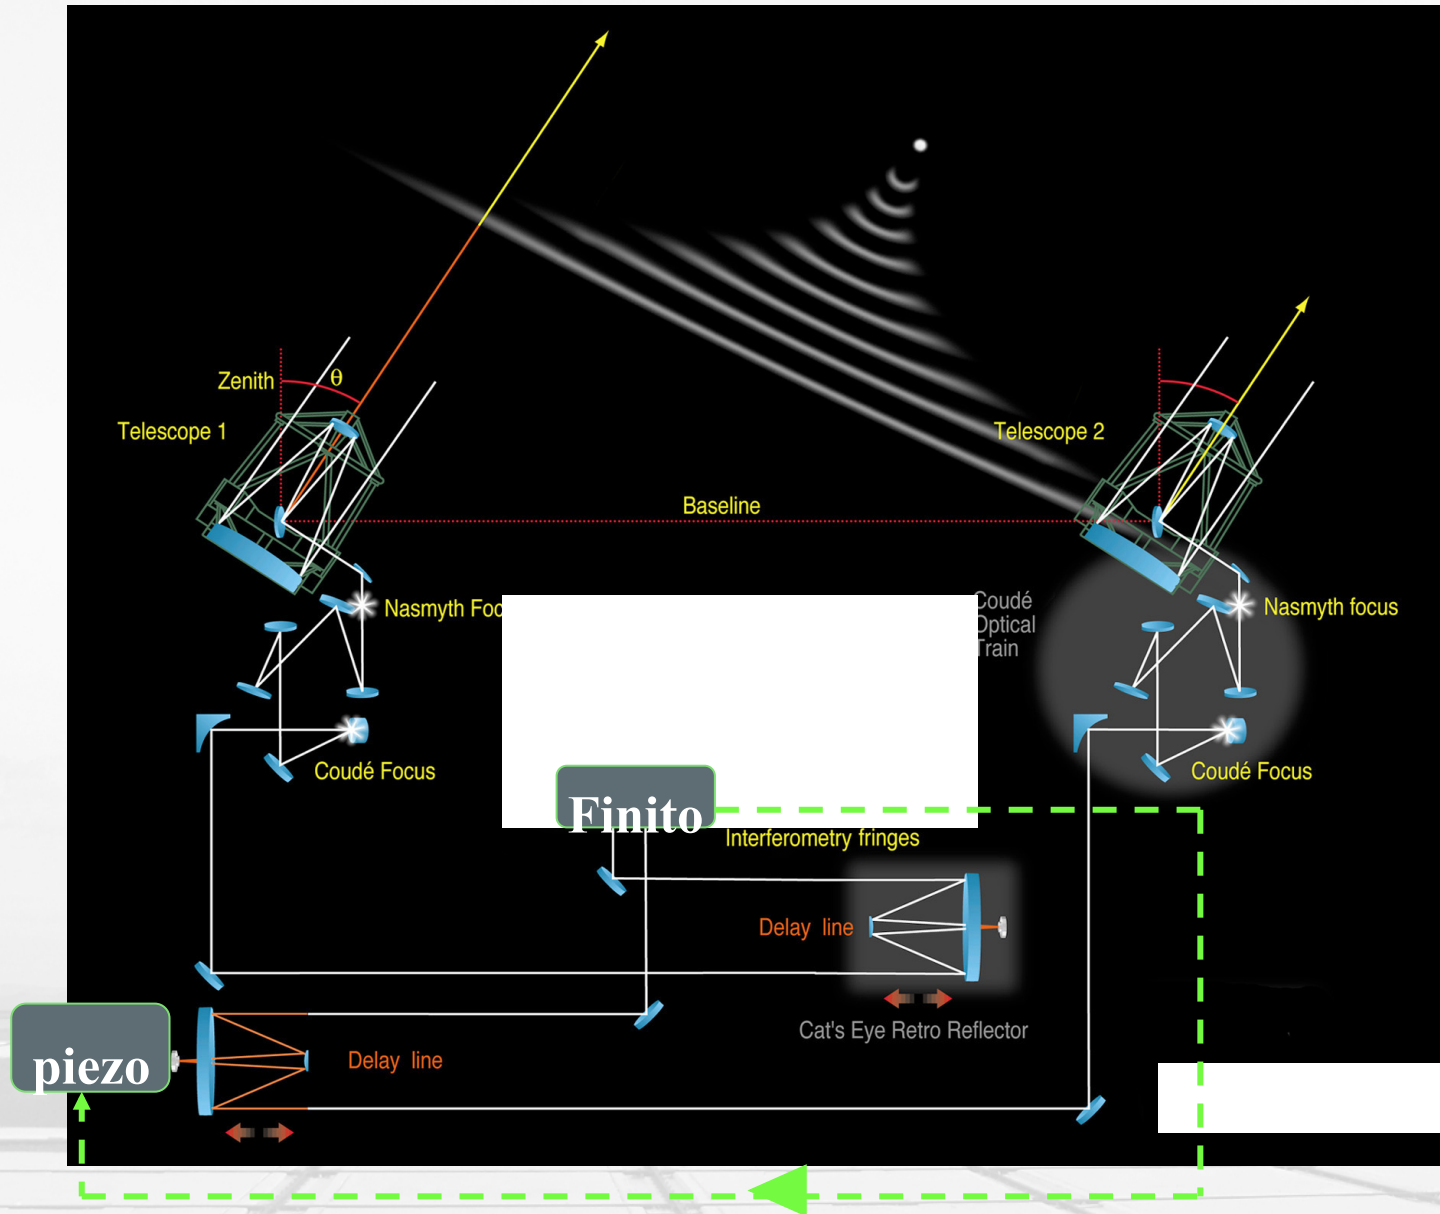 Zenith
θ
Telescope 1
Telescope 2
Baseline
Nasmyth Foc
Coudé
Optical
Train
Nasmyth focus
Coudé Focus
Coudé Focus
Finito
Interferometry fringes
Delay line
Cat's Eye Retro Reflector
piezo
Delay line